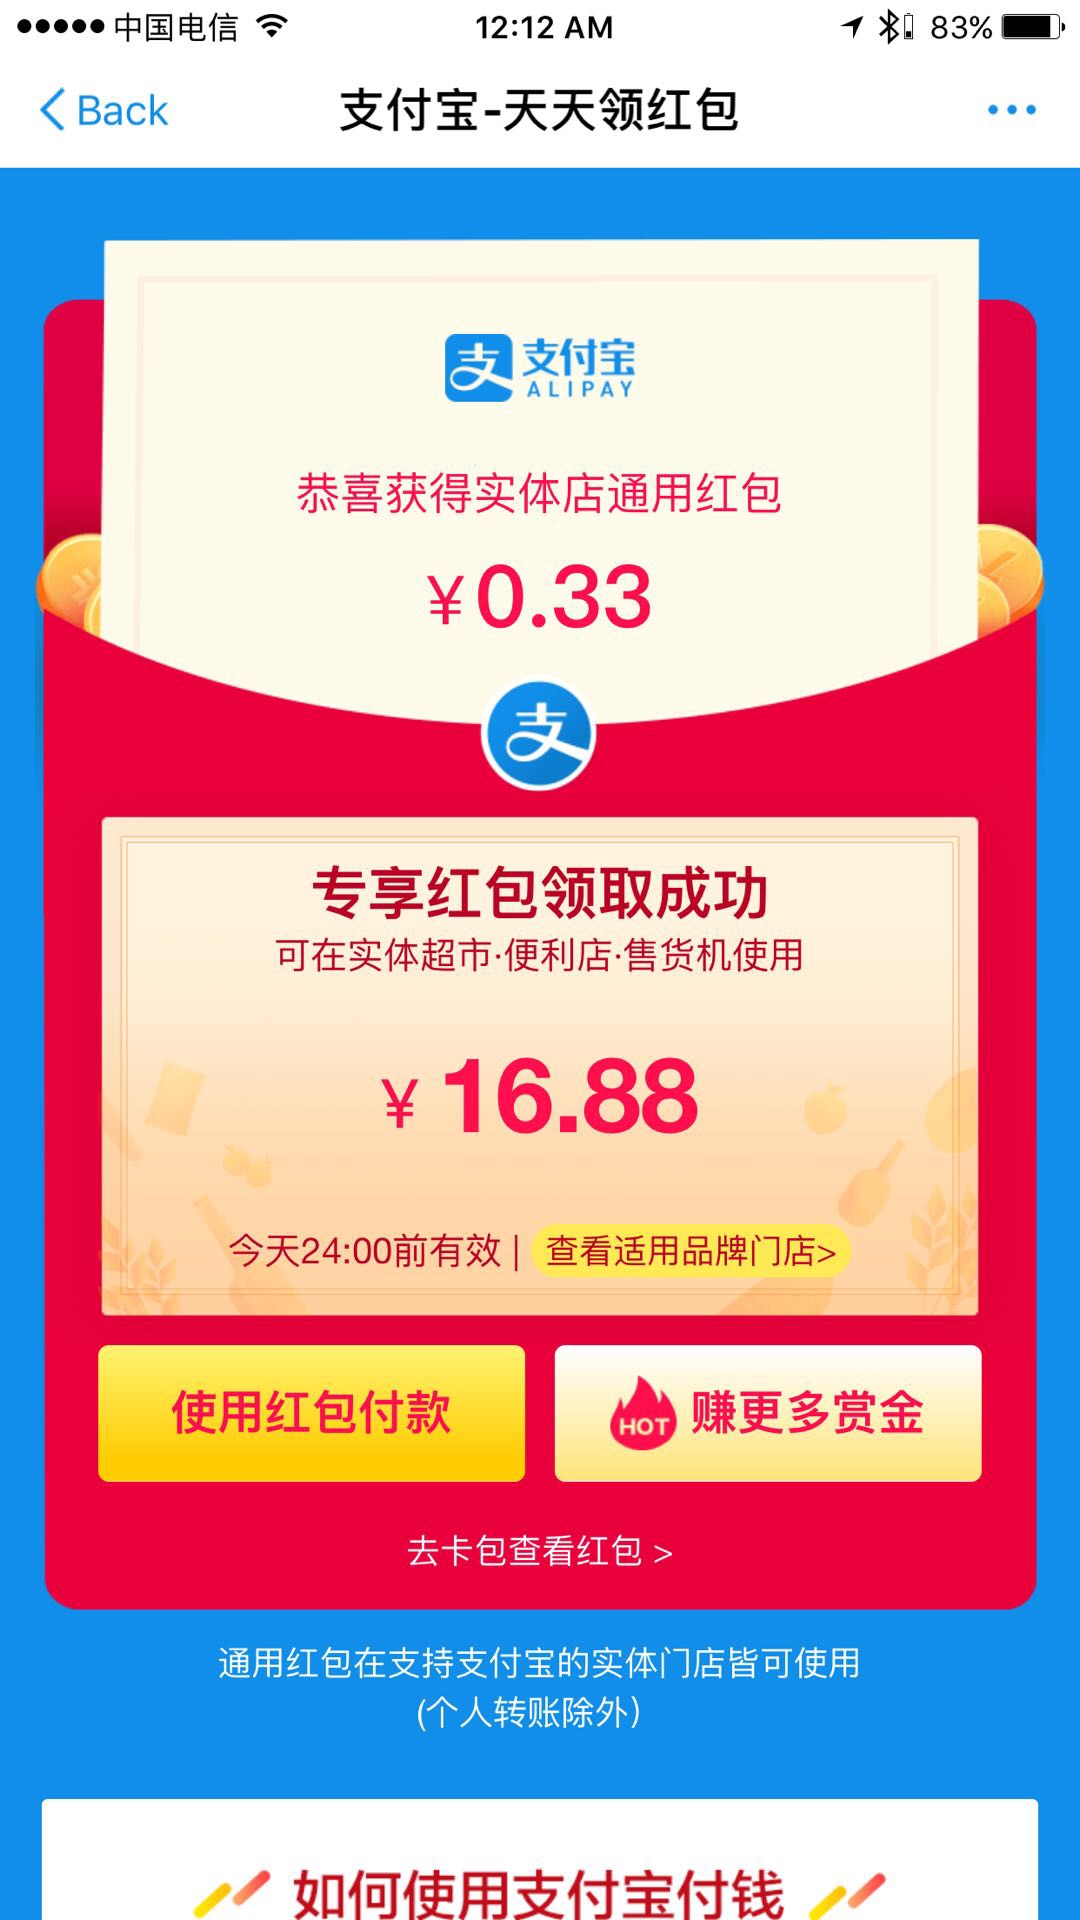 中国电信 12:12 AM 83%
Back 支付宝-天天领红包
支 支付宝
ALIPAY
恭喜获得实体店通用红包
¥0.33
支
专享红包领取成功
可在实体超市·便利店·售货机使用
¥ 16.88
今天24:00前有效 | 查看适用品牌门店>
使用红包付款 HOT 赚更多赏金
去卡包查看红包 >
通用红包在支持支付宝的实体门店皆可使用
(个人转账除外)
如何使用支付宝付钱